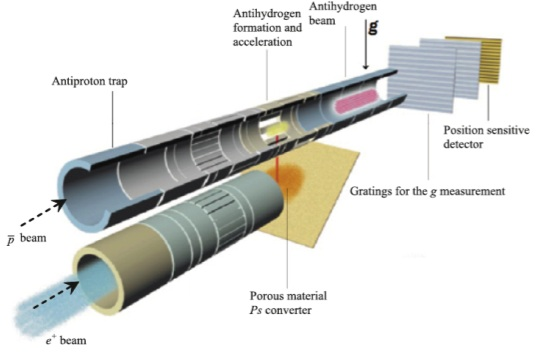 Antihydrogen
formation and
acceleration
Antihydrogen
beam
g
Antiproton trap
Position sensitive
detector
Gratings for the g measurement
p̅ beam
Porous material
Ps converter
e⁺ beam